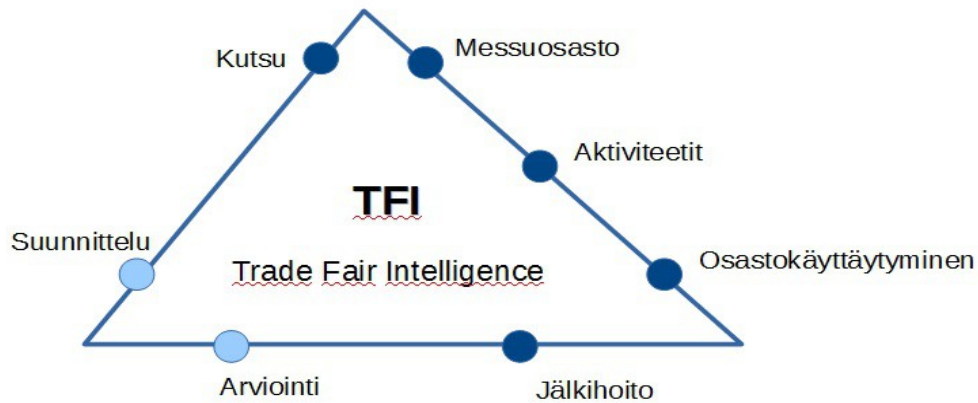 Kutsu
Messuosasto
Aktiviteetit
TFI
Suunnittelu
Trade Fair Intelligence
Osastokäyttäytyminen
Arviointi
Jälkihoito